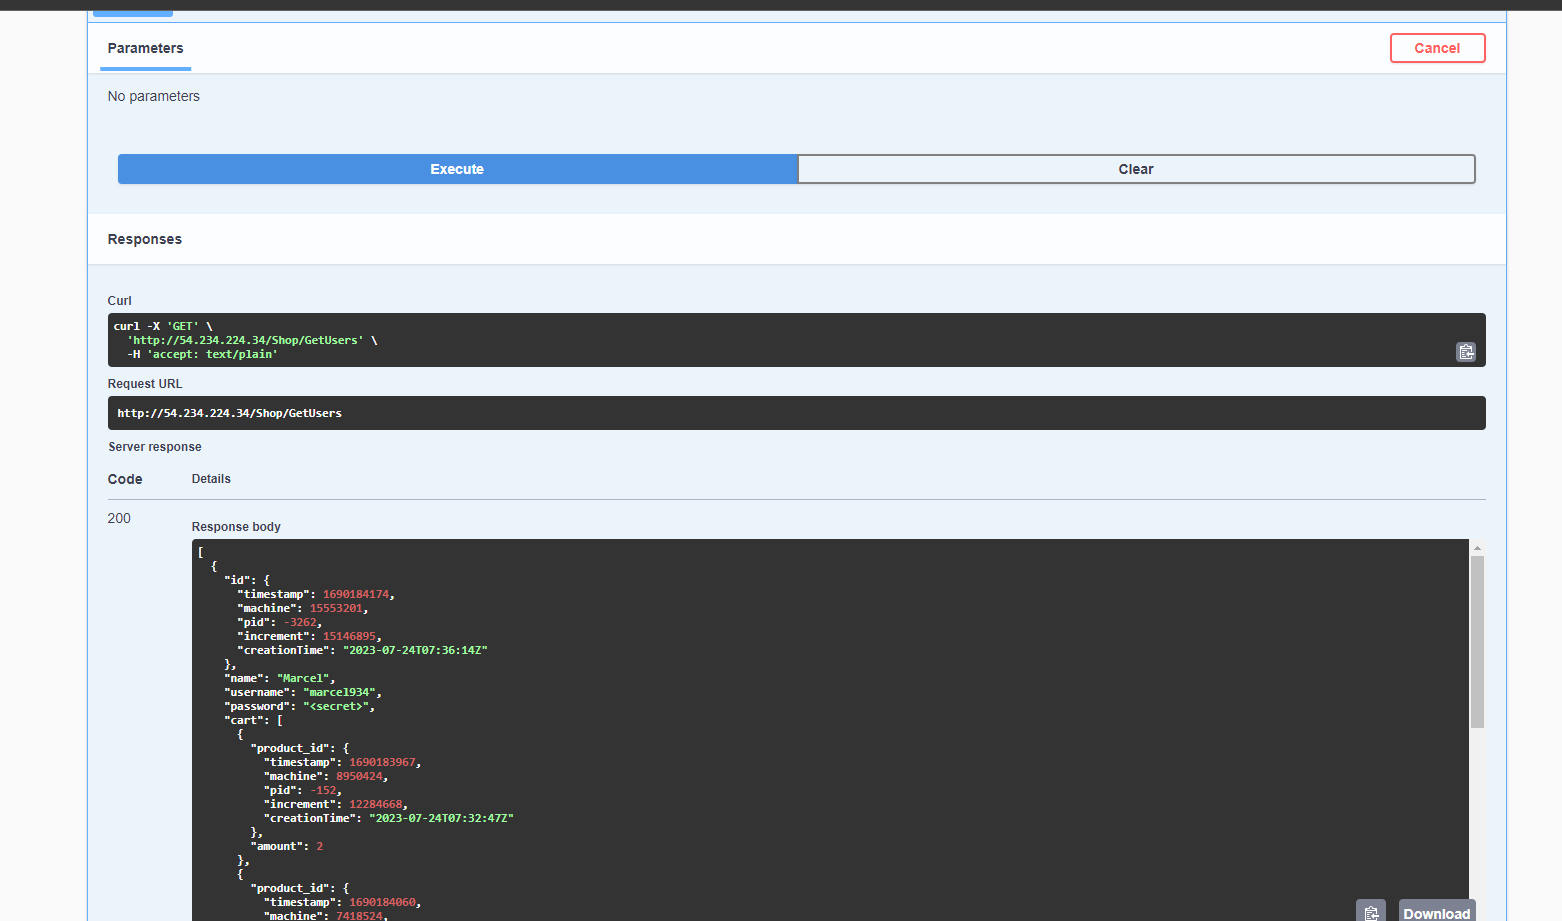 Parameters
Cancel
No parameters
Execute
Clear
Responses
Curl
curl -X 'GET' \
  'http://54.234.224.34/Shop/GetUsers' \
  -H 'accept: text/plain'
Request URL
http://54.234.224.34/Shop/GetUsers
Server response
Code Details
200
Response body
[
  {
    "id": {
      "timestamp": 1690184174,
      "machine": 15553201,
      "pid": -3262,
      "increment": 15146895,
      "creationTime": "2023-07-24T07:36:14Z"
    },
    "name": "Marcel",
    "username": "marcel934",
    "password": "<secret>",
    "cart": [
      {
        "product_id": {
          "timestamp": 1690183967,
          "machine": 8950424,
          "pid": -152,
          "increment": 12284668,
          "creationTime": "2023-07-24T07:32:47Z"
        },
        "amount": 2
      },
      {
        "product_id": {
          "timestamp": 1690184060,
          "machine": 7418524,
Download